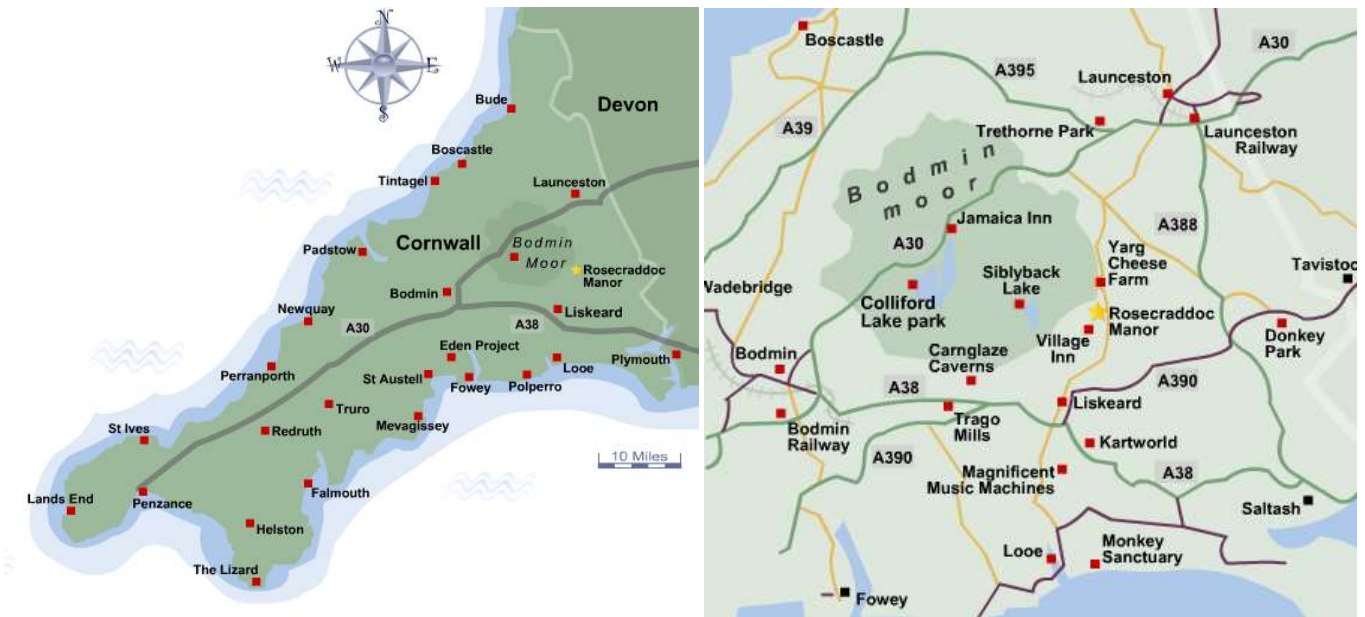 N
W
E
S
Devon
Bude
Boscastle
Tintagel
Launceston
Cornwall
Bodmin
Moor
Padstow
Rosecraddoc
Manor
Bodmin
Newquay
A30
A38
Liskeard
Eden Project
Perranporth
St Austell
Fowey
Polperro
Looe
Plymouth
Truro
Mevagissey
St Ives
Redruth
10 Miles
Lands End
Penzance
Falmouth
Helston
The Lizard
Boscastle
A30
A395
Launceston
A39
Trethorne Park
Launceston
Railway
Bodmin
moor
Jamaica Inn
A388
A30
Yarg
Cheese
Farm
Tavistoc
Siblyback
Lake
Wadebridge
Colliford
Lake park
Rosecraddoc
Manor
Village
Inn
Donkey
Park
Bodmin
Carnglaze
Caverns
A390
A38
Liskeard
Trago
Mills
Bodmin
Railway
Kartworld
A390
Magnificent
Music Machines
A38
Saltash
Looe
Monkey
Sanctuary
Fowey